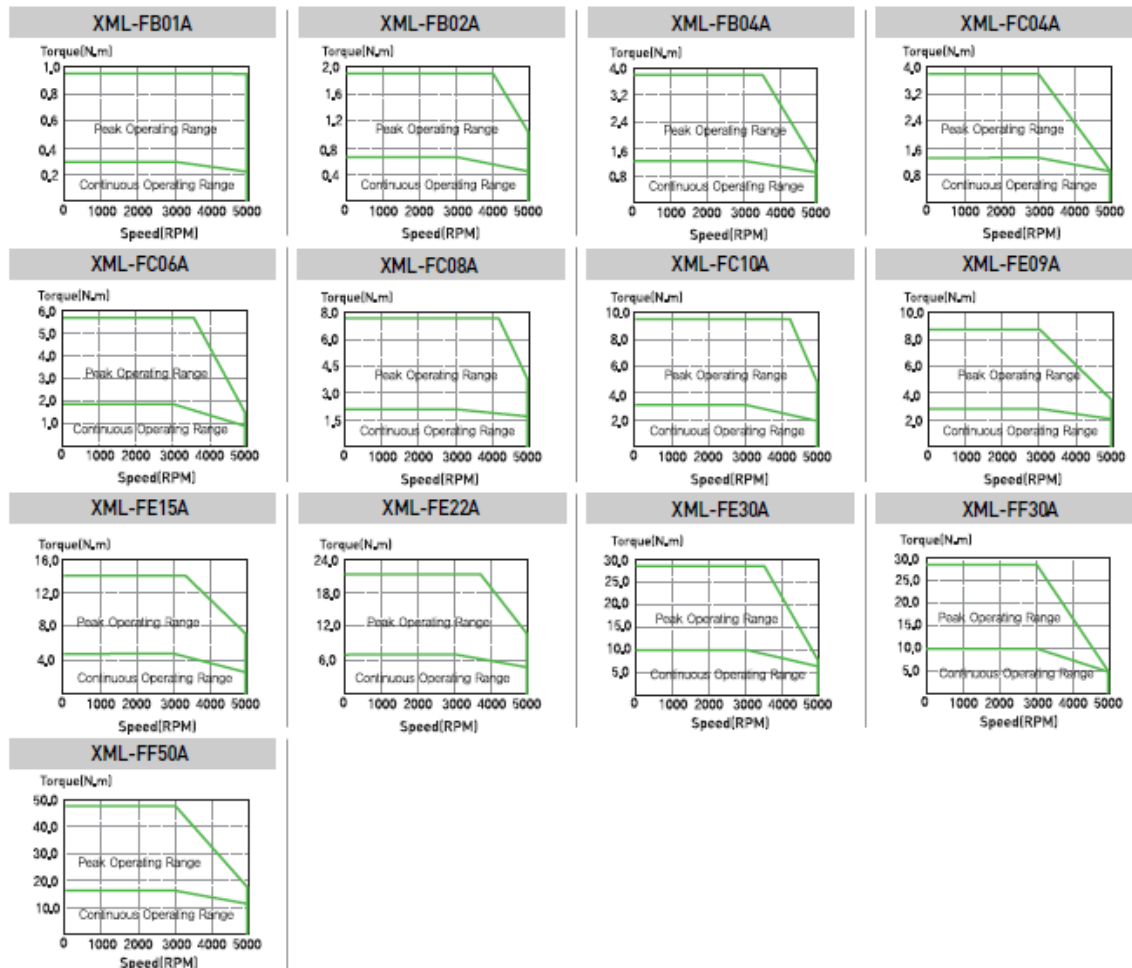 XML-FB01A
Torque(N.m)
1,0
0,8
0,6
0,4
0,2
Peak Operating Range
Continuous Operating Range
0 1000 2000 3000 4000 5000
Speed(RPM)
XML-FB02A
Torque(N.m)
2,0
1,6
1,2
0,8
0,4
Peak Operating Range
Continuous Operating Range
0 1000 2000 3000 4000 5000
Speed(RPM)
XML-FB04A
Torque(N.m)
4,0
3,2
2,4
1,6
0,8
Peak Operating Range
Continuous Operating Range
0 1000 2000 3000 4000 5000
Speed(RPM)
XML-FC04A
Torque(N.m)
4,0
3,2
2,4
1,6
0,8
Peak Operating Range
Continuous Operating Range
0 1000 2000 3000 4000 5000
Speed(RPM)
XML-FC06A
Torque(N.m)
6,0
5,0
4,0
3,0
2,0
1,0
Peak Operating Range
Continuous Operating Range
0 1000 2000 3000 4000 5000
Speed(RPM)
XML-FC08A
Torque(N.m)
8,0
6,0
4,5
3,0
1,5
Peak Operating Range
Continuous Operating Range
0 1000 2000 3000 4000 5000
Speed(RPM)
XML-FC10A
Torque(N.m)
10,0
8,0
6,0
4,0
2,0
Peak Operating Range
Continuous Operating Range
0 1000 2000 3000 4000 5000
Speed(RPM)
XML-FE09A
Torque(N.m)
10,0
8,0
6,0
4,0
2,0
Peak Operating Range
Continuous Operating Range
0 1000 2000 3000 4000 5000
Speed(RPM)
XML-FE15A
Torque(N.m)
16,0
12,0
8,0
4,0
Peak Operating Range
Continuous Operating Range
0 1000 2000 3000 4000 5000
Speed(RPM)
XML-FE22A
Torque(N.m)
24,0
18,0
12,0
6,0
Peak Operating Range
Continuous Operating Range
0 1000 2000 3000 4000 5000
Speed(RPM)
XML-FE30A
Torque(N.m)
30,0
25,0
20,0
15,0
10,0
5,0
Peak Operating Range
Continuous Operating Range
0 1000 2000 3000 4000 5000
Speed(RPM)
XML-FF30A
Torque(N.m)
30,0
25,0
20,0
15,0
10,0
5,0
Peak Operating Range
Continuous Operating Range
0 1000 2000 3000 4000 5000
Speed(RPM)
XML-FF50A
Torque(N.m)
50,0
40,0
30,0
20,0
10,0
Peak Operating Range
Continuous Operating Range
0 1000 2000 3000 4000 5000
Speed(RPM)